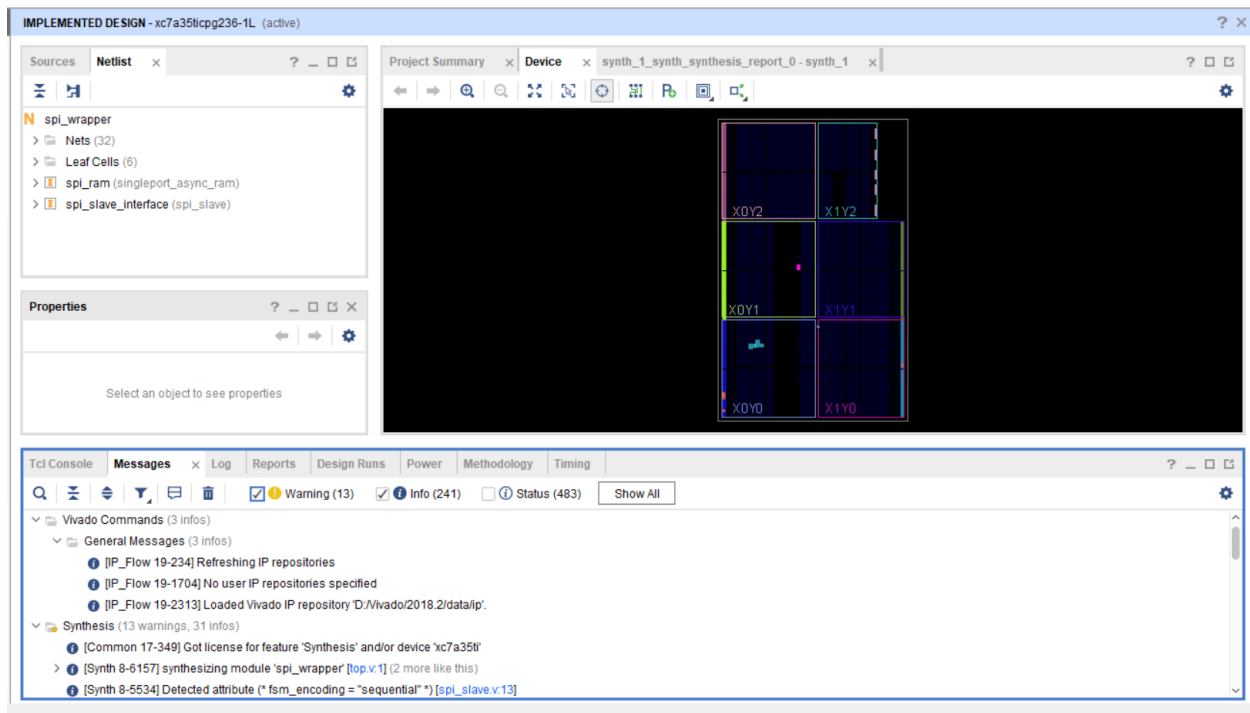 IMPLEMENTED DESIGN - xc7a35ticpg236-1L (active)
Sources Netlist
spi_wrapper
Nets (32)
Leaf Cells (6)
spi_ram (singleport_async_ram)
spi_slave_interface (spi_slave)
Properties
Select an object to see properties
Project Summary Device synth_1_synth_synthesis_report_0 - synth_1
X0Y2 X1Y2
X0Y1 X1Y1
X0Y0 X1Y0
Tcl Console Messages Log Reports Design Runs Power Methodology Timing
Warning (13) Info (241) Status (483) Show All
Vivado Commands (3 infos)
General Messages (3 infos)
[IP_Flow 19-234] Refreshing IP repositories
[IP_Flow 19-1704] No user IP repositories specified
[IP_Flow 19-2313] Loaded Vivado IP repository 'D:/Vivado/2018.2/data/ip'.
Synthesis (13 warnings, 31 infos)
[Common 17-349] Got license for feature 'Synthesis' and/or device 'xc7a35ti'
[Synth 8-6157] synthesizing module 'spi_wrapper' [top.v:1] (2 more like this)
[Synth 8-5534] Detected attribute (* fsm_encoding = "sequential" *) [spi_slave.v:13]